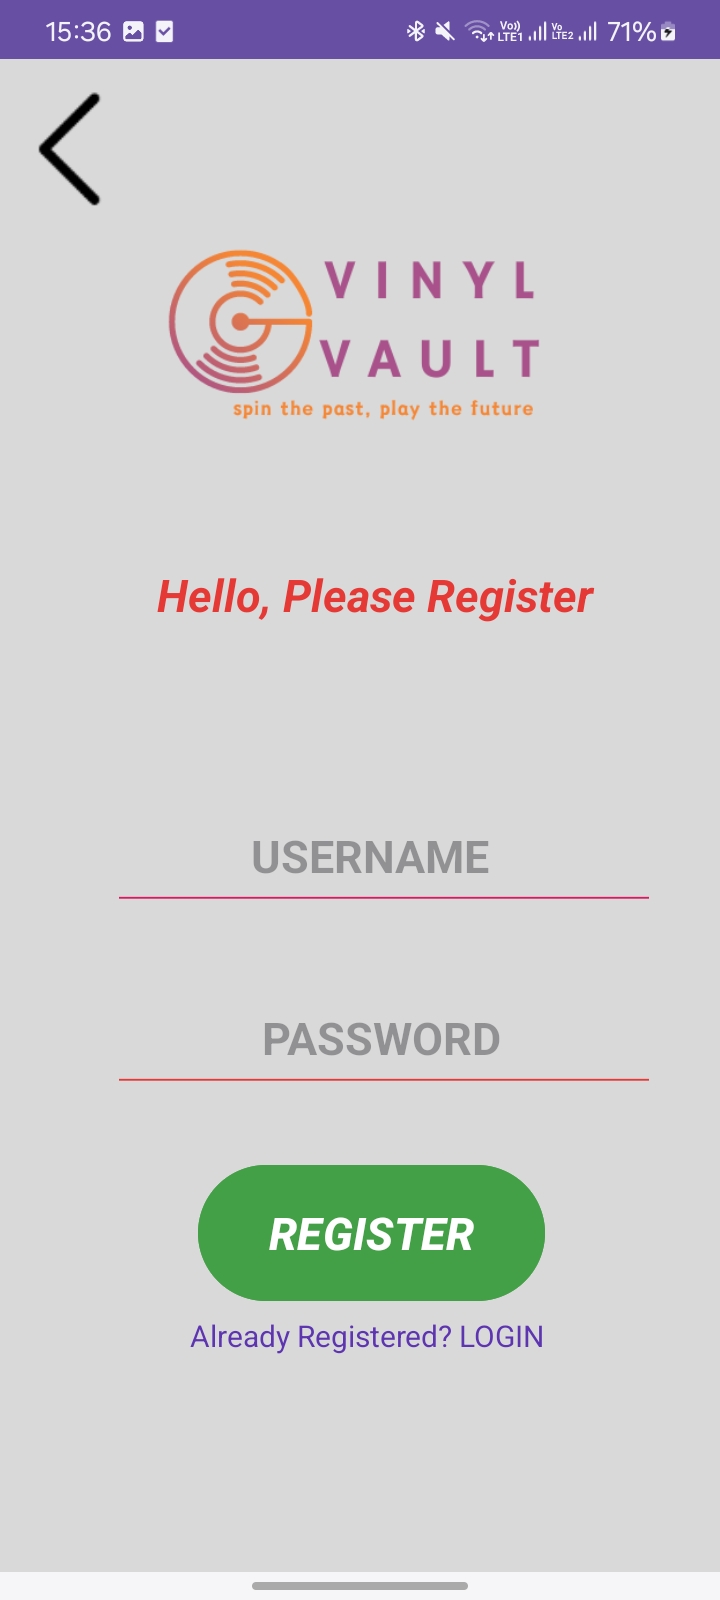 15:36
Vo)) LTE1 Vo LTE2 71%
VINYL
VAULT
spin the past, play the future
Hello, Please Register
USERNAME
PASSWORD
REGISTER
Already Registered? LOGIN